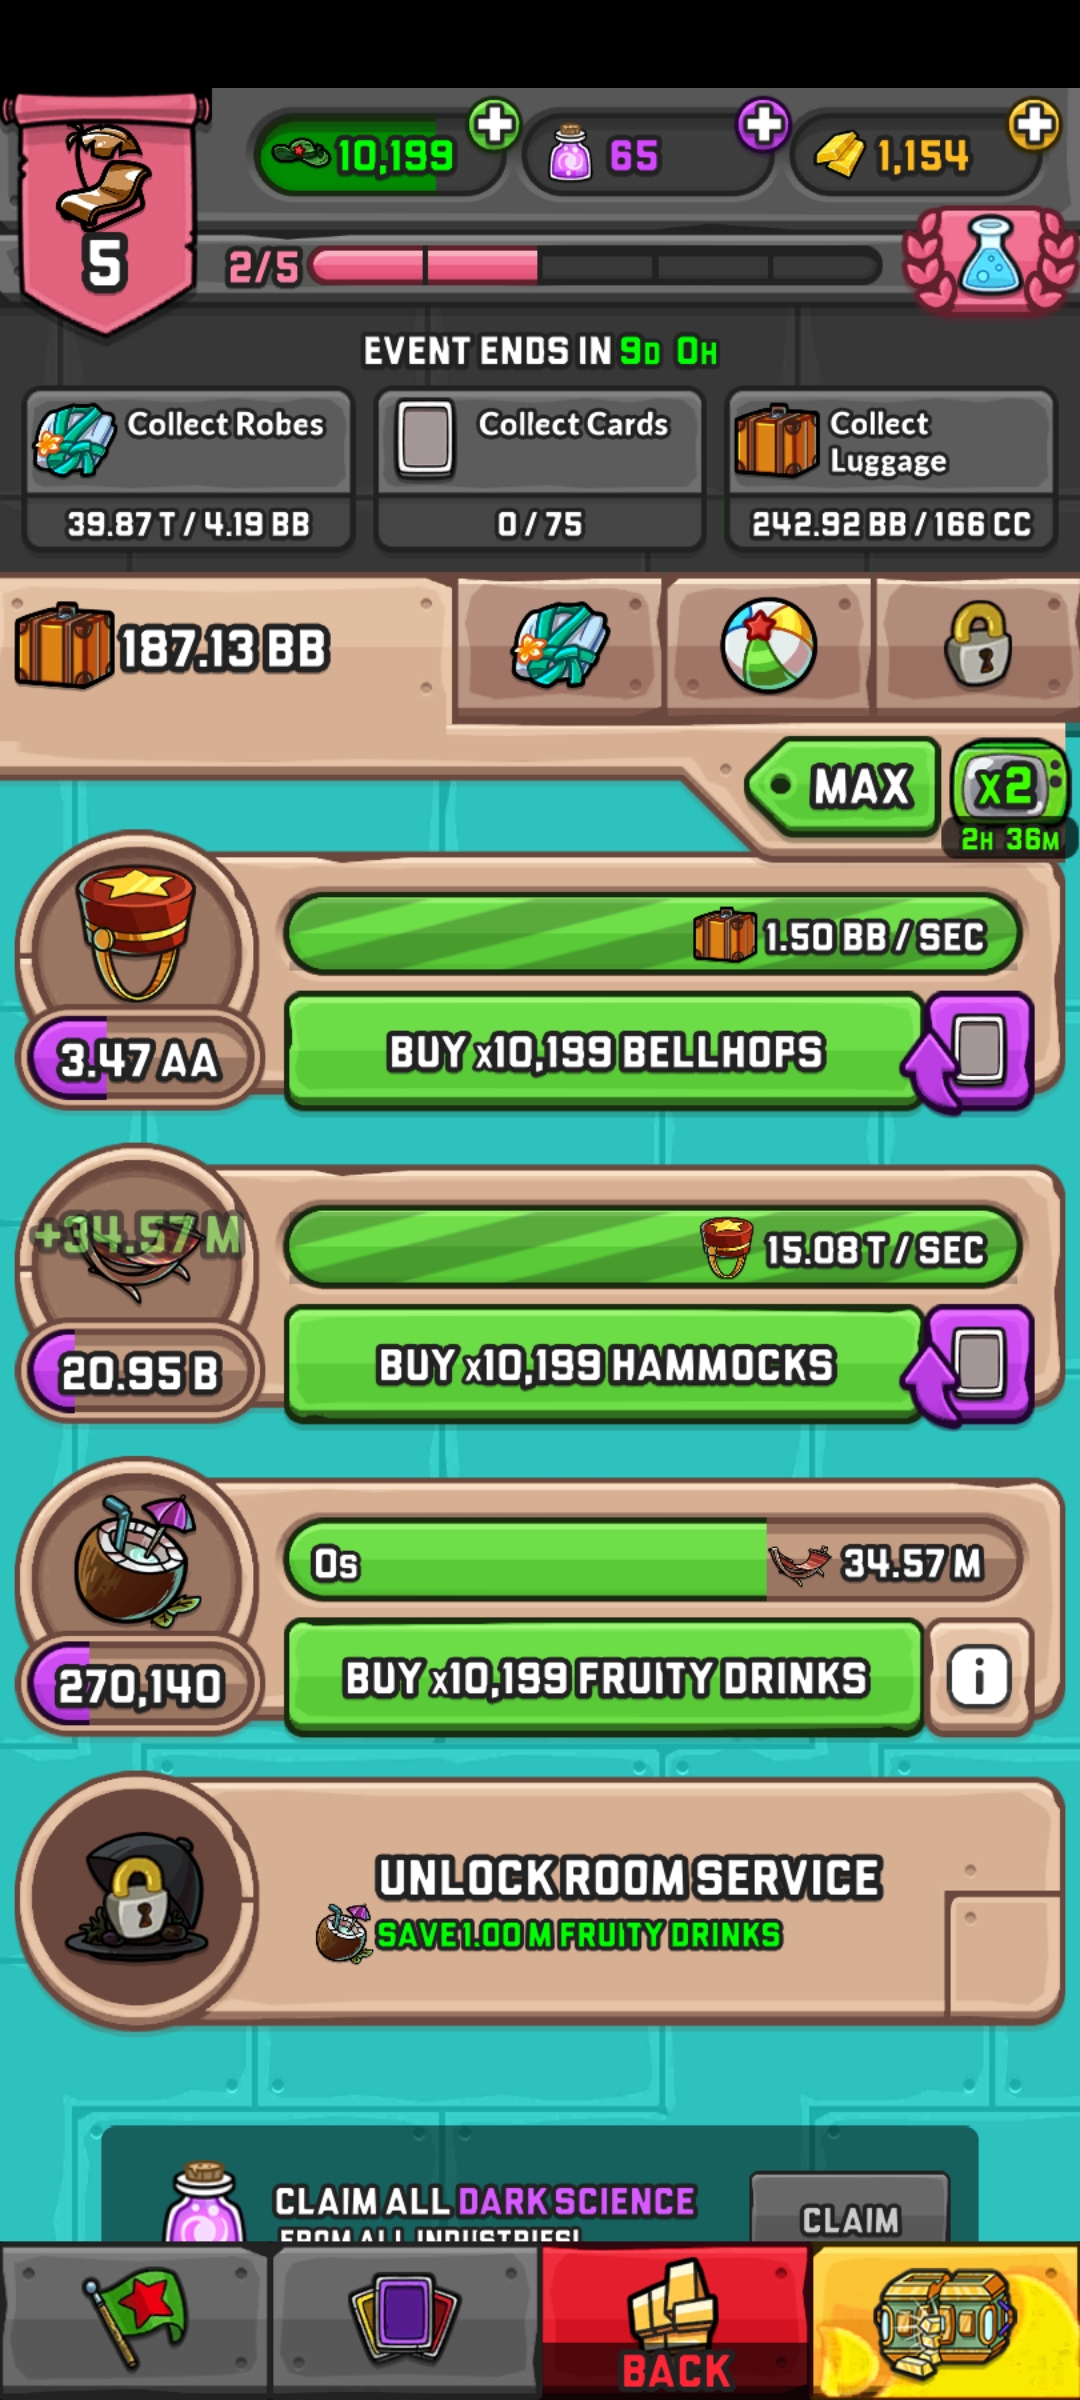 10,199
65
1,154
5
2/5
EVENT ENDS IN 9D 0H
Collect Robes
39.87 T / 4.19 BB
Collect Cards
0 / 75
Collect
Luggage
242.92 BB / 166 CC
187.13 BB
MAX
x2
2H 36M
1.50 BB / SEC
3.47 AA
BUY x10,199 BELLHOPS
+34.57 M
15.08 T / SEC
20.95 B
BUY x10,199 HAMMOCKS
0s
34.57 M
270,140
BUY x10,199 FRUITY DRINKS
i
UNLOCK ROOM SERVICE
SAVE 1.00 M FRUITY DRINKS
CLAIM ALL DARK SCIENCE
FROM ALL INDUSTRIES!
CLAIM
BACK